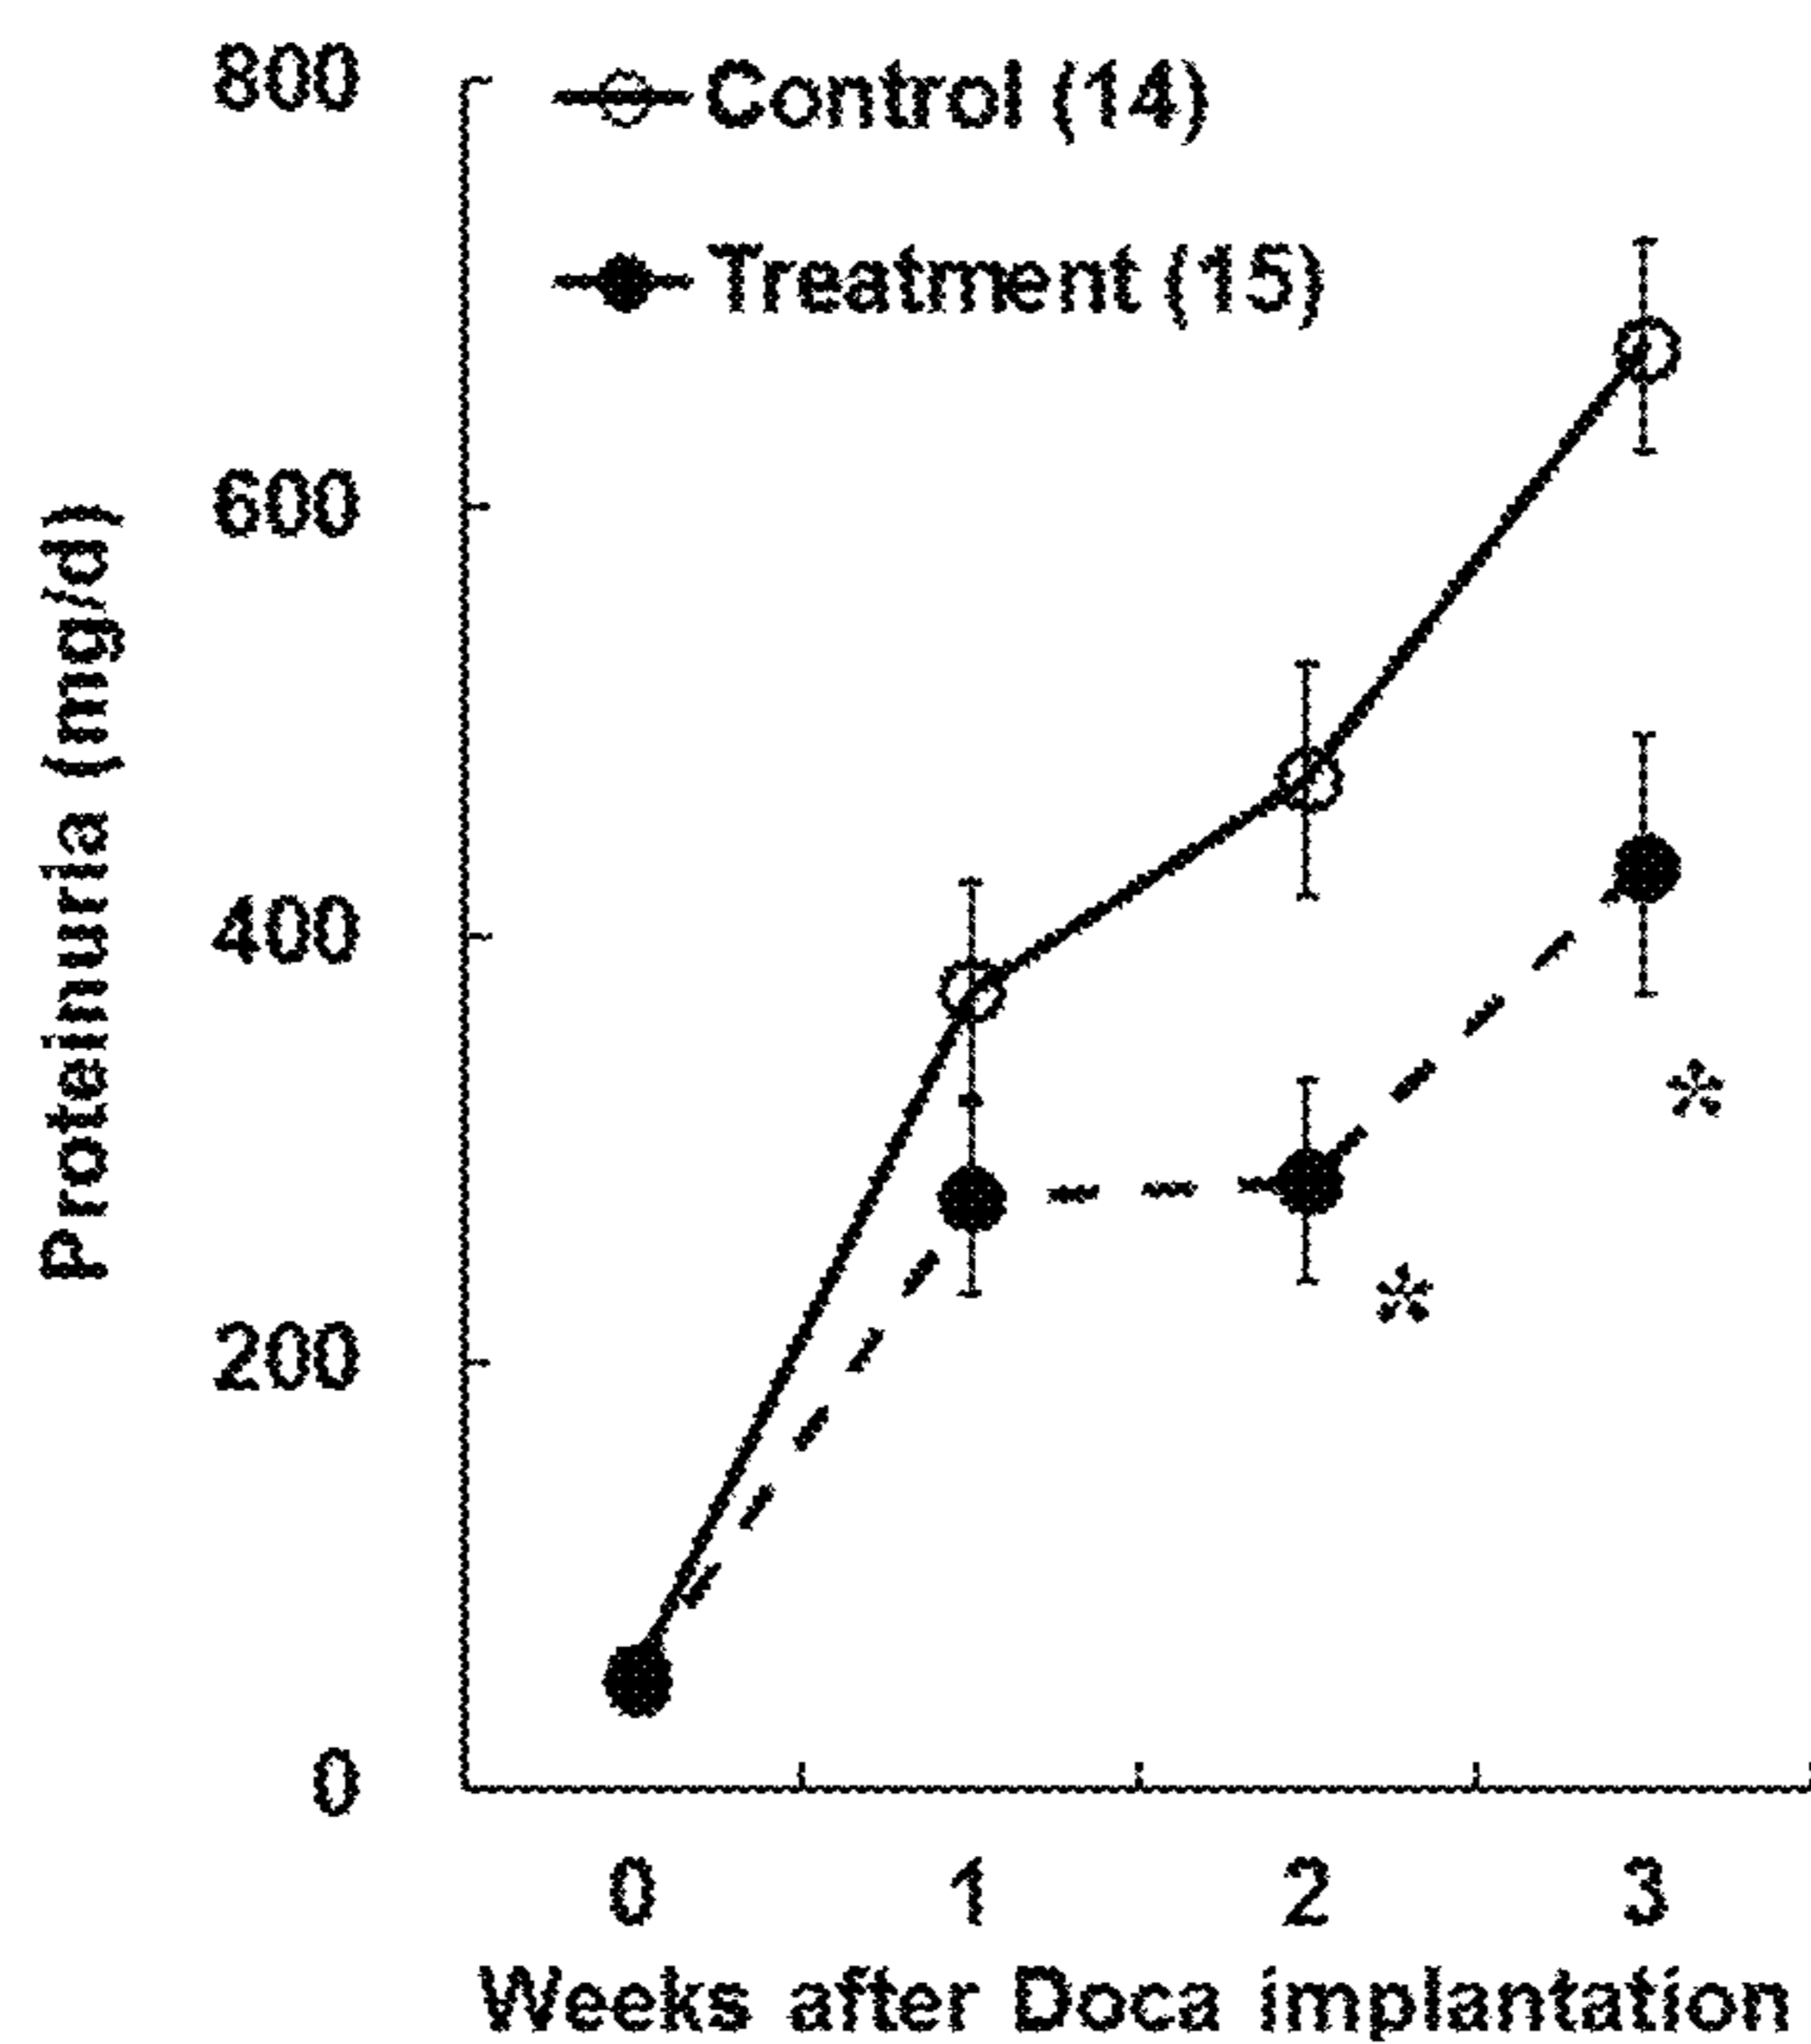 800
Control (14)
Treatment (15)
600
400
200
0
Proteinuria (mg/d)
*
*
0 1 2 3
Weeks after Doca implantation